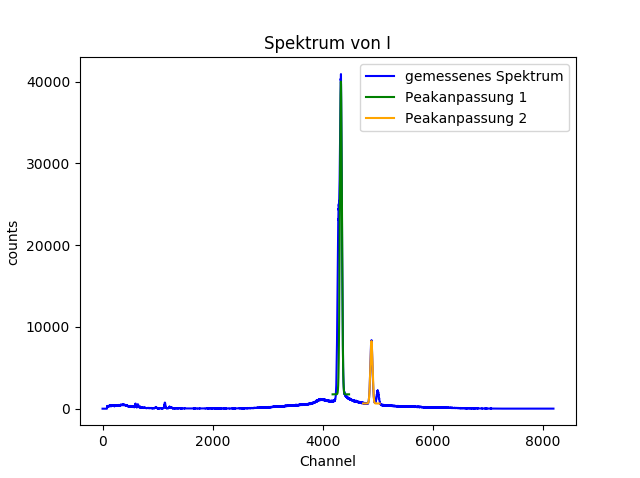 Spektrum von I
gemessenes Spektrum
Peakanpassung 1
Peakanpassung 2
40000
30000
20000
10000
0
counts
0 2000 4000 6000 8000
Channel